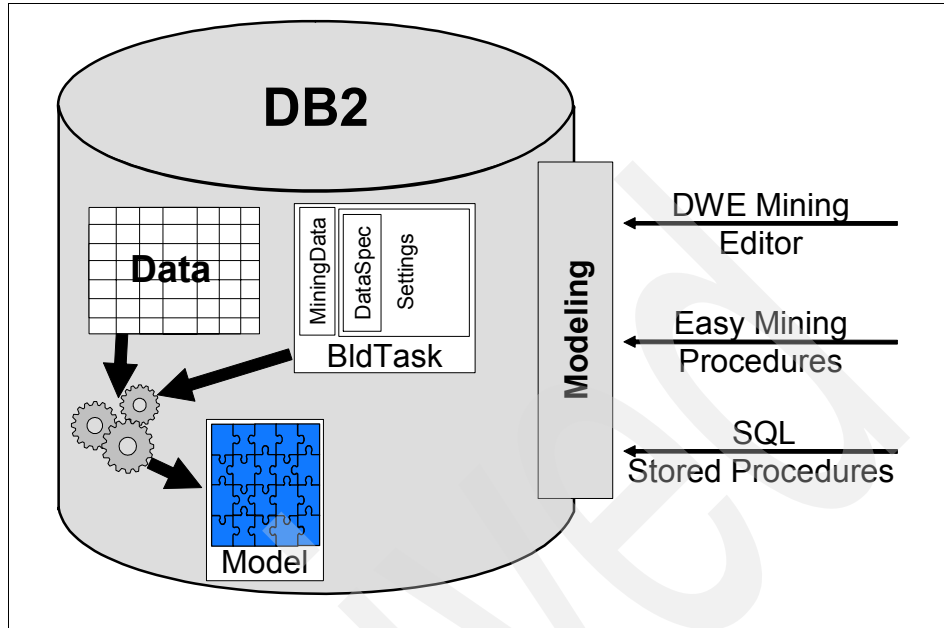 DB2
Data
MiningData
DataSpec
Settings
BldTask
Model
Modeling
DWE Mining
Editor
Easy Mining
Procedures
SQL
Stored Procedures